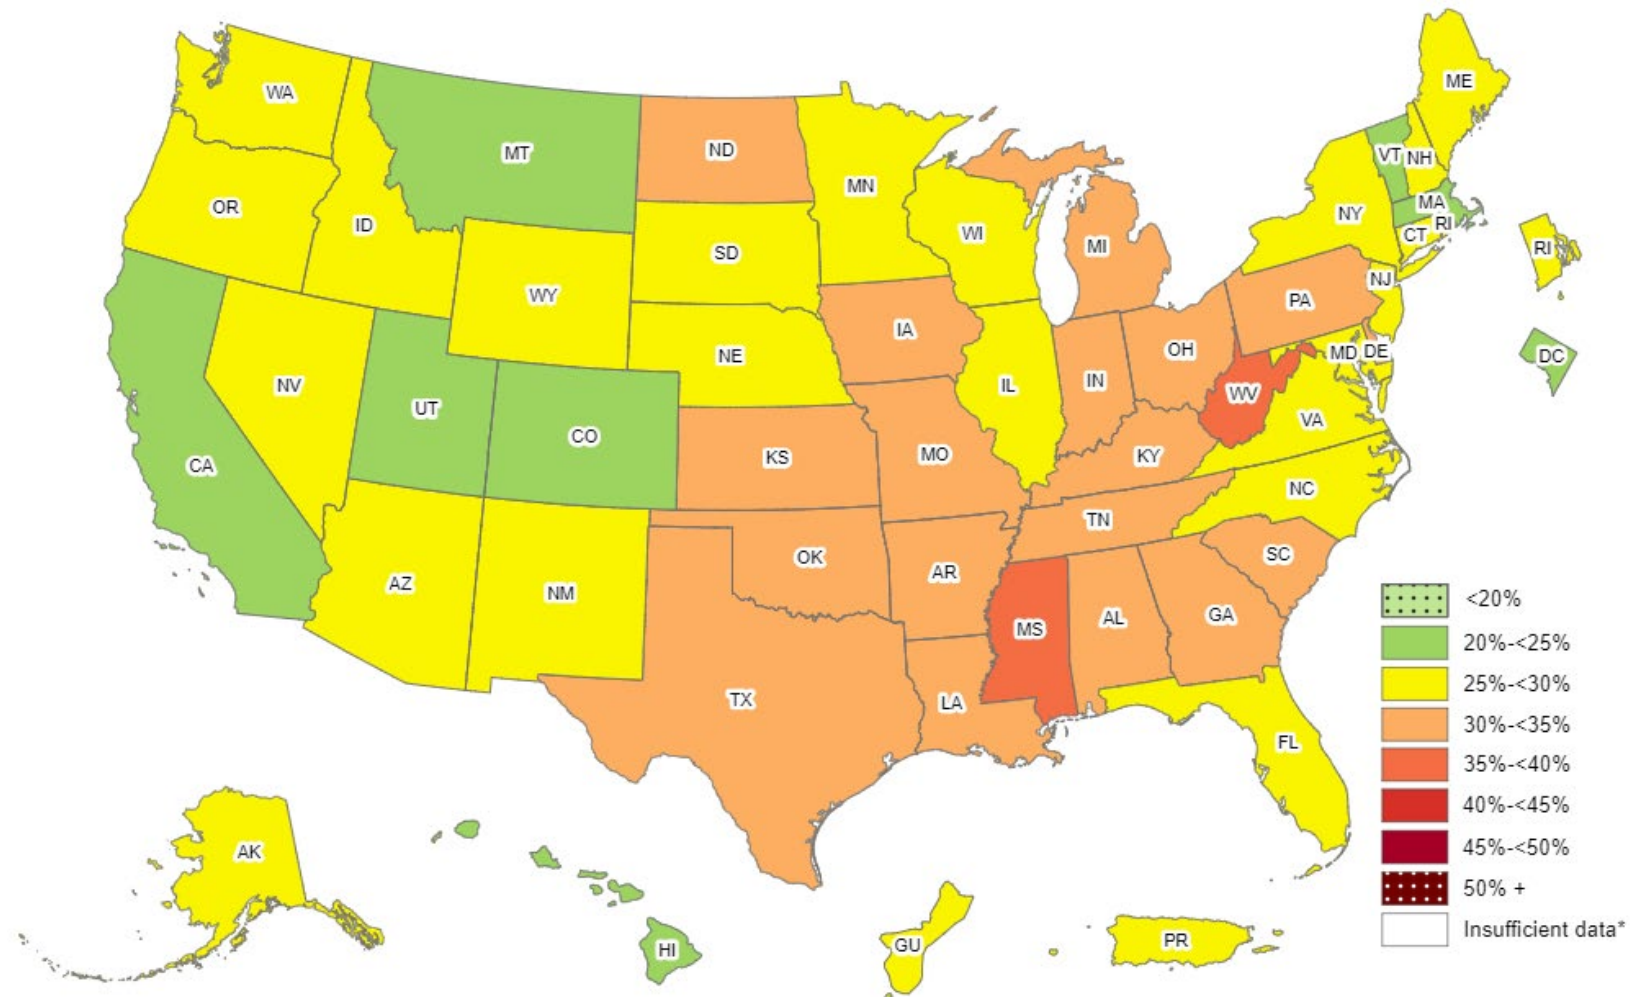 ME
WA
MT
ND
VT
NH
MN
OR
MA
ID
NY
RI
WI
CT
MI
RI
SD
NJ
WY
PA
IA
OH
MD
DE
DC
NE
IN
IL
NV
WV
UT
VA
CO
KY
KS
MO
CA
NC
TN
SC
OK
AR
AZ
NM
<20%
GA
AL
MS
20%-<25%
25%-<30%
TX
LA
30%-<35%
FL
35%-<40%
40%-<45%
45%-<50%
AK
50% +
Insufficient data*
HI
GU
PR